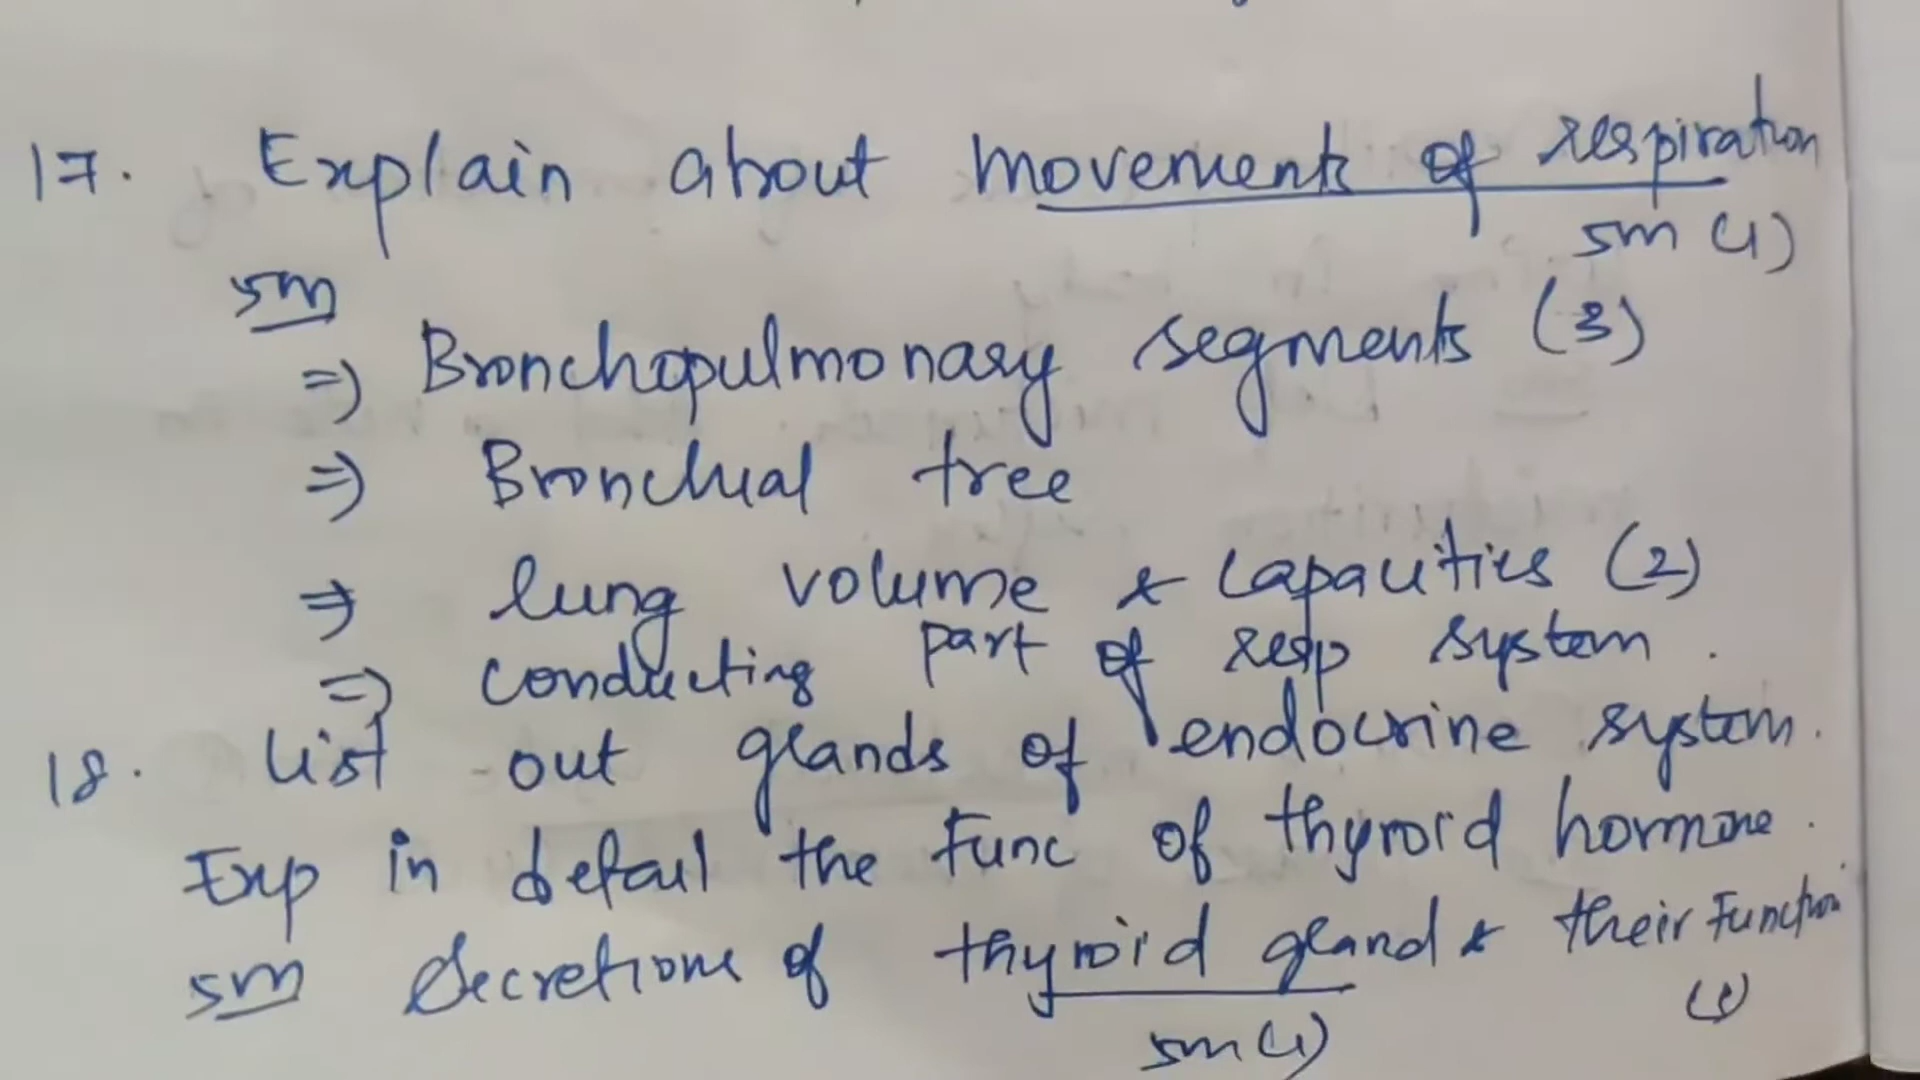 17. Explain about movements of respiration
5m (1)
5m
=> Bronchopulmonary segments (3)
=> Bronchial tree
=> lung volume & capacities (2)
=> conducting part of resp system.
18. List out glands of endocrine system.
Exp in detail the Func of thyroid hormone.
5m Secretions of thyroid gland & their Function
(1)
5m (1)